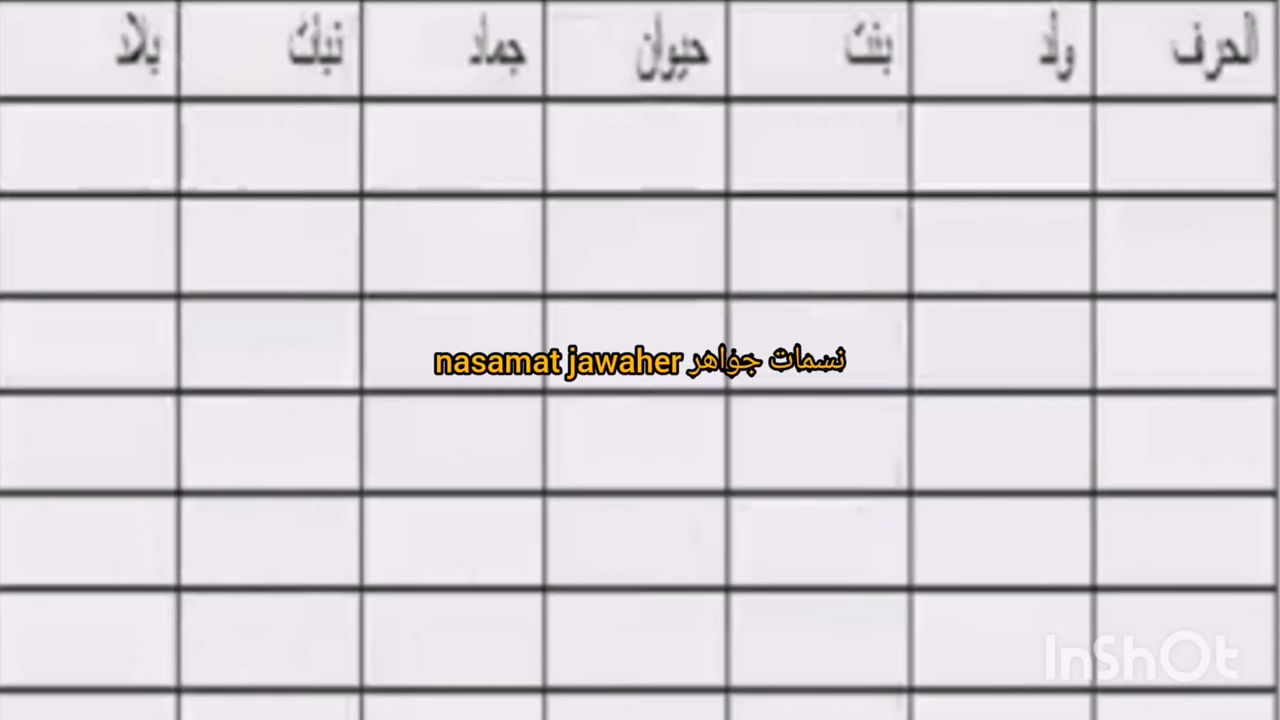 الحرف ولد بنت حيوان جماد نبات بلاد
nasamat jawaher نسمات جواهر
InShOt